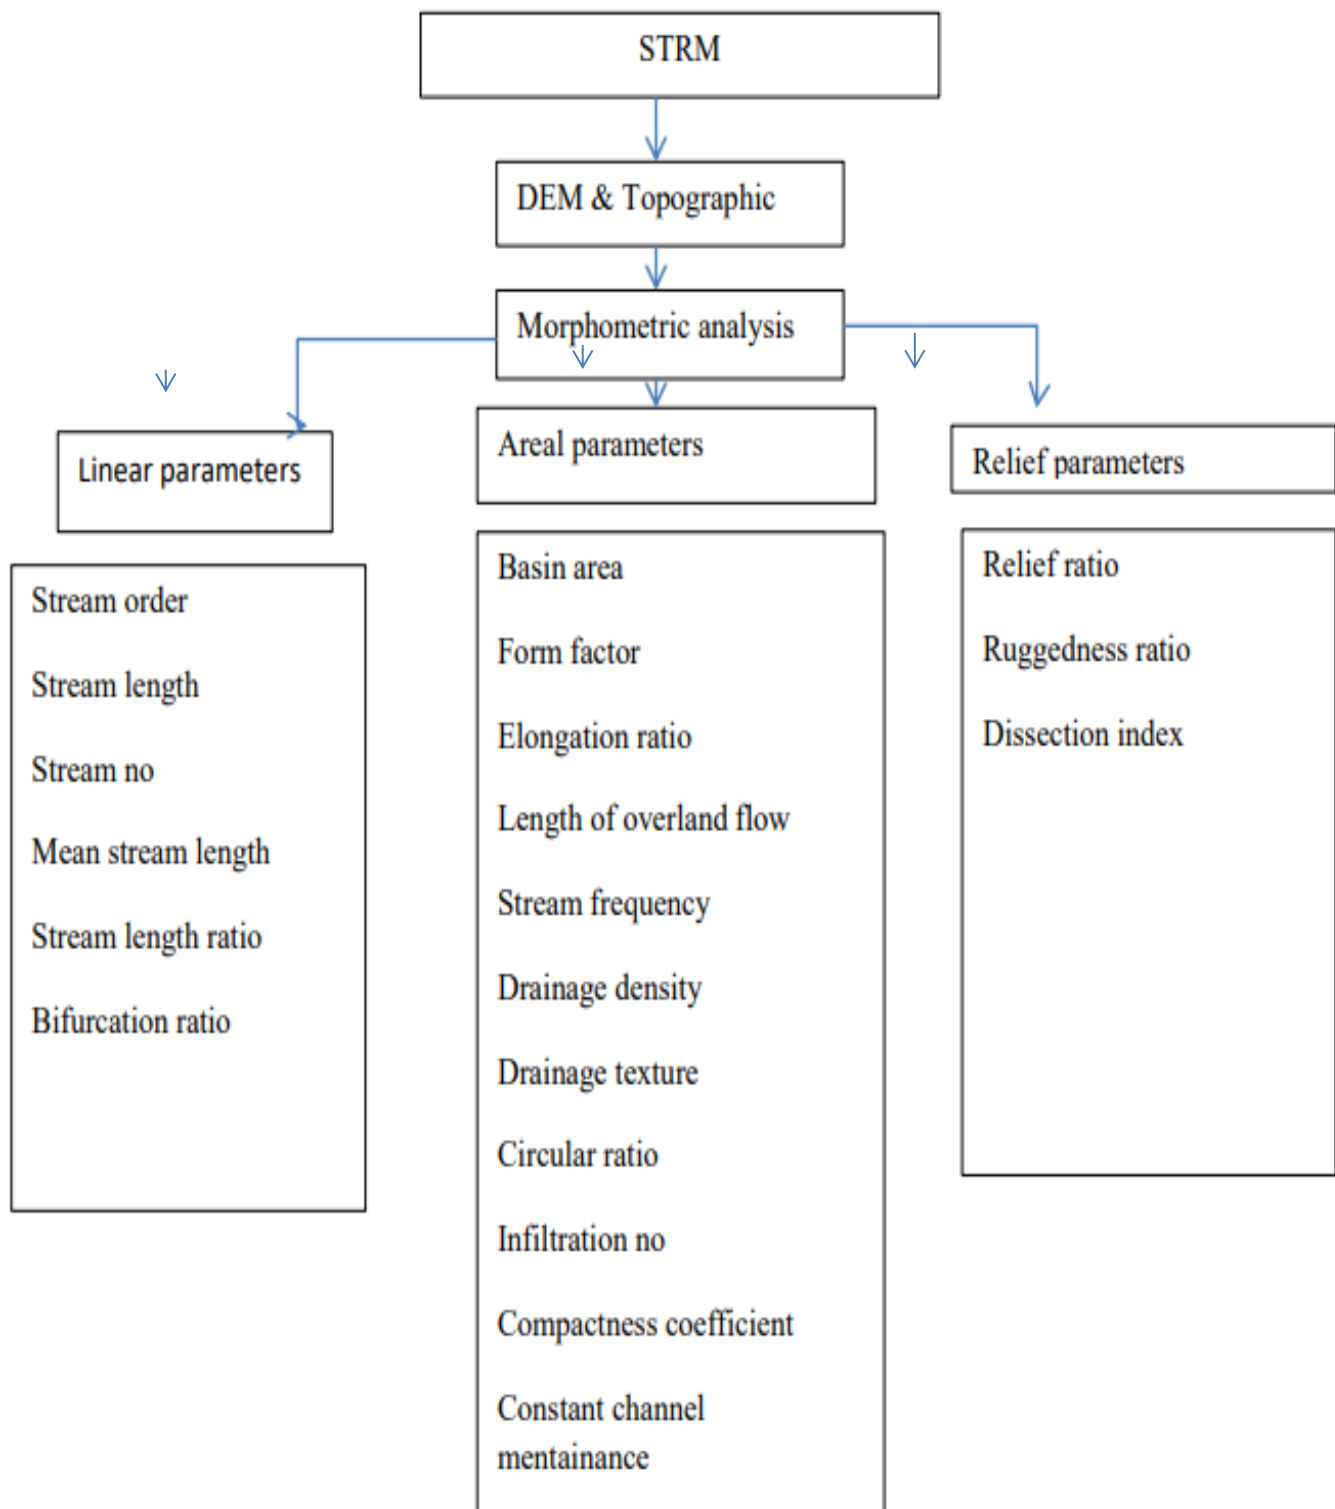 STRM
DEM & Topographic
Morphometric analysis
Linear parameters
Stream order
Stream length
Stream no
Mean stream length
Stream length ratio
Bifurcation ratio
Areal parameters
Basin area
Form factor
Elongation ratio
Length of overland flow
Stream frequency
Drainage density
Drainage texture
Circular ratio
Infiltration no
Compactness coefficient
Constant channel
mentainance
Relief parameters
Relief ratio
Ruggedness ratio
Dissection index